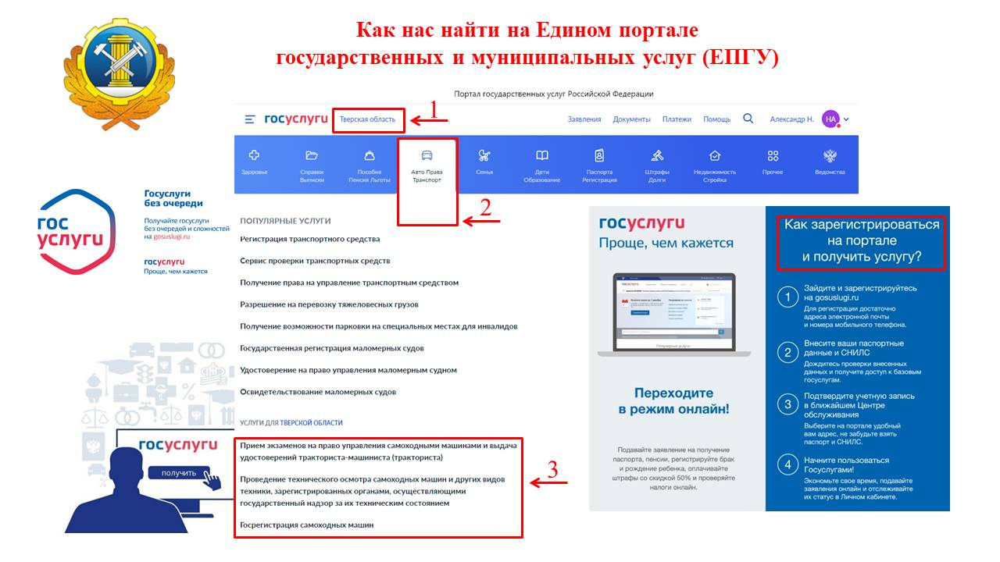 Как нас найти на Едином портале
государственных и муниципальных услуг (ЕПГУ)
Портал государственных услуг Российской Федерации
1
госуслуги Тверская область Заявления Документы Платежи Помощь Александр Н. НА
Здоровье
Справки
Выписки
Пособия
Пенсия Льготы
Авто Права
Транспорт
Семья
Дети
Образование
Паспорта
Регистрация
Штрафы
Долги
Недвижимость
Стройка
Прочее
Ведомства
2
гос
услуги
Госуслуги
без очереди
Получайте госуслуги
без очередей и сложностей
на gosuslugi.ru
госуслуги
Проще, чем кажется
ПОПУЛЯРНЫЕ УСЛУГИ
Регистрация транспортного средства
Сервис проверки транспортных средств
Получение права на управление транспортным средством
Разрешение на перевозку тяжеловесных грузов
Получение возможности парковки на специальных местах для инвалидов
Государственная регистрация маломерных судов
Удостоверение на право управления маломерным судном
Освидетельствование маломерных судов
УСЛУГИ ДЛЯ ТВЕРСКОЙ ОБЛАСТИ
Прием экзаменов на право управления самоходными машинами и выдача
удостоверений тракториста-машиниста (тракториста)
Проведение технического осмотра самоходных машин и других видов
техники, зарегистрированных органами, осуществляющими
государственный надзор за их техническим состоянием
Госрегистрация самоходных машин
3
госуслуги
получить
госуслуги
Проще, чем кажется
госуслуги
Популярные услуги
Переходите
в режим онлайн!
Подавайте заявление на получение
паспорта, пенсии, регистрируйте брак
и рождение ребенка, оплачивайте
штрафы со скидкой 50% и проверяйте
налоги онлайн.
Как зарегистрироваться
на портале
и получить услугу?
1 Зайдите и зарегистрируйтесь
на gosuslugi.ru
Для регистрации достаточно
адреса электронной почты
и номера мобильного телефона.
2 Внесите ваши паспортные
данные и СНИЛС
Дождитесь проверки внесенных
данных и получите доступ к базовым
госуслугам.
3 Подтвердите учетную запись
в ближайшем Центре
обслуживания
Выберите на портале удобный
вам адрес, не забудьте взять
паспорт и СНИЛС.
4 Начните пользоваться
Госуслугами!
Экономьте свое время, подавайте
заявления онлайн и отслеживайте
их статус в Личном кабинете.